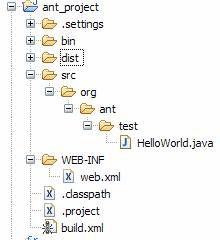 ant_project
.settings
bin
dist
src
org
ant
test
HelloWorld.java
WEB-INF
web.xml
.classpath
.project
build.xml